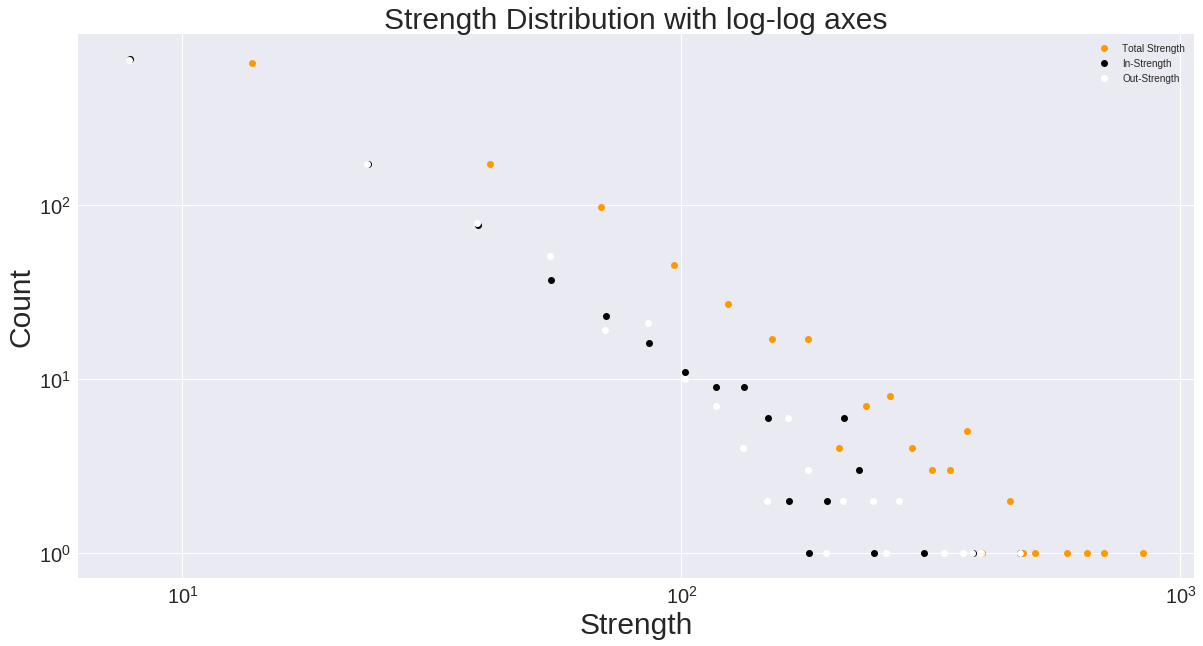 Strength Distribution with log-log axes
Total Strength
In-Strength
Out-Strength
Count
10²
10¹
10⁰
10¹
10²
10³
Strength